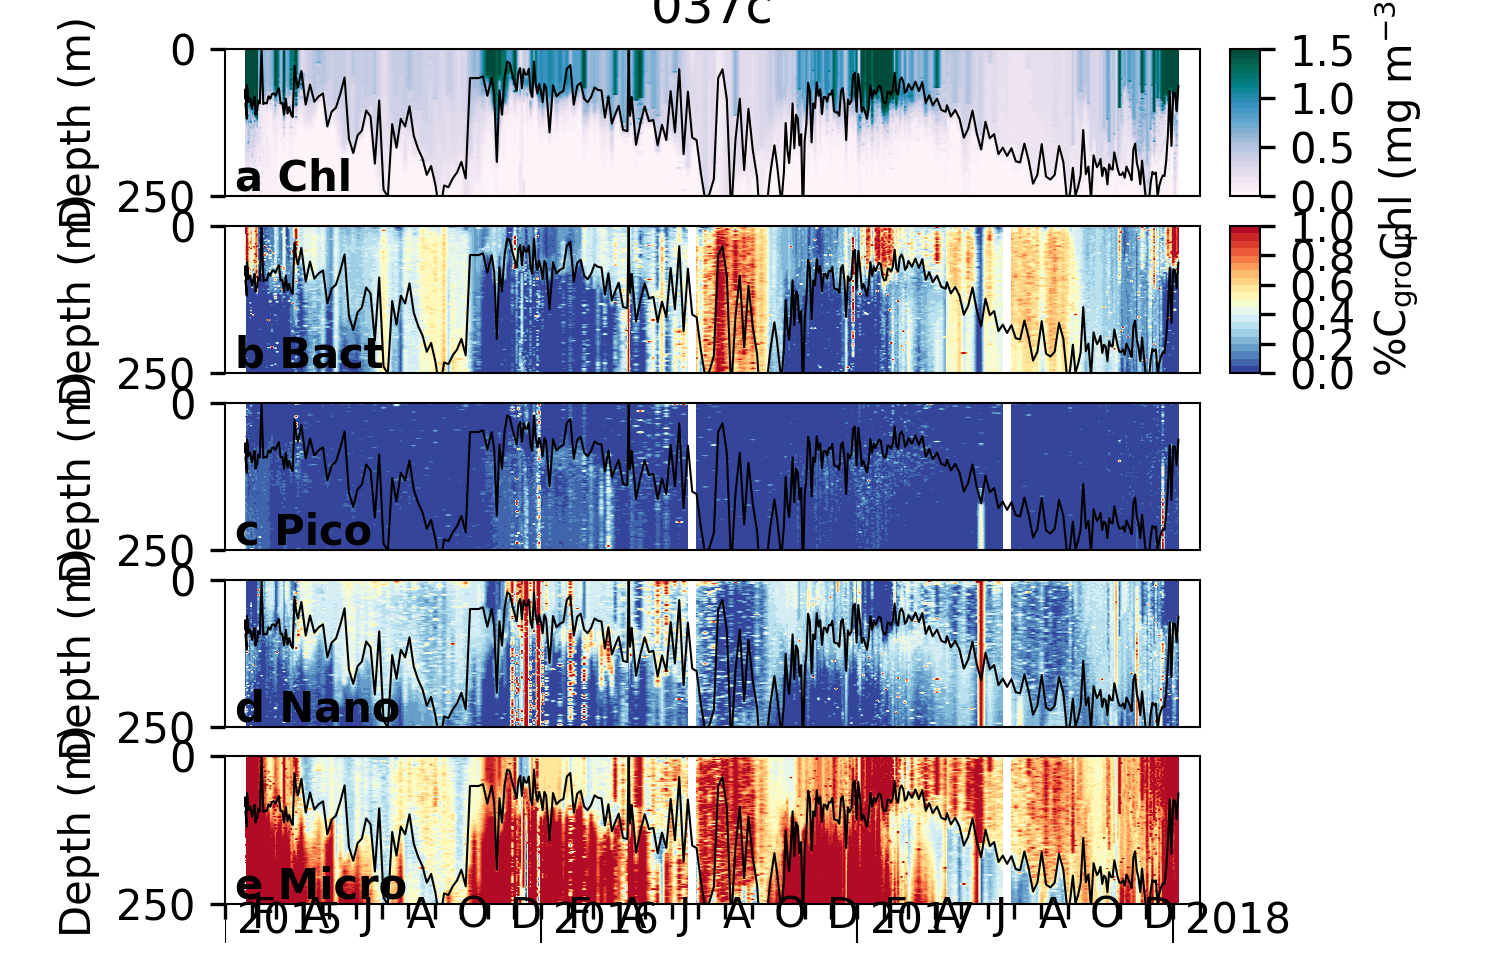 037c
Depth (m)
0
250
a Chl
1.5
1.0
0.5
0.0
Chl (mg m⁻³)
Depth (m)
0
250
b Bact
1.0
0.8
0.6
0.4
0.2
0.0
%C_group
Depth (m)
0
250
c Pico
Depth (m)
0
250
d Nano
Depth (m)
0
250
e Micro
F A J A O D F A J A O D F A J A O D
2015 2016 2017 2018